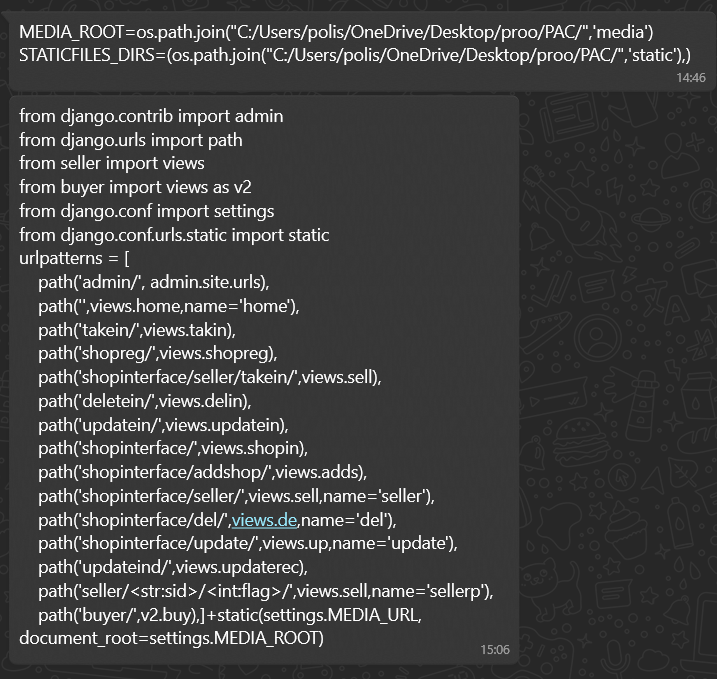 MEDIA_ROOT=os.path.join("C:/Users/polis/OneDrive/Desktop/proo/PAC/",'media')
STATICFILES_DIRS=(os.path.join("C:/Users/polis/OneDrive/Desktop/proo/PAC/",'static'),)
14:46
from django.contrib import admin
from django.urls import path
from seller import views
from buyer import views as v2
from django.conf import settings
from django.conf.urls.static import static
urlpatterns = [
    path('admin/', admin.site.urls),
    path('',views.home,name='home'),
    path('takein/',views.takin),
    path('shopreg/',views.shopreg),
    path('shopinterface/seller/takein/',views.sell),
    path('deletein/',views.delin),
    path('updatein/',views.updatein),
    path('shopinterface/',views.shopin),
    path('shopinterface/addshop/',views.adds),
    path('shopinterface/seller/',views.sell,name='seller'),
    path('shopinterface/del/',views.de,name='del'),
    path('shopinterface/update/',views.up,name='update'),
    path('updateind/',views.updaterec),
    path('seller/<str:sid>/<int:flag>/',views.sell,name='sellerp'),
    path('buyer/',v2.buy),]+static(settings.MEDIA_URL,
document_root=settings.MEDIA_ROOT)
15:06